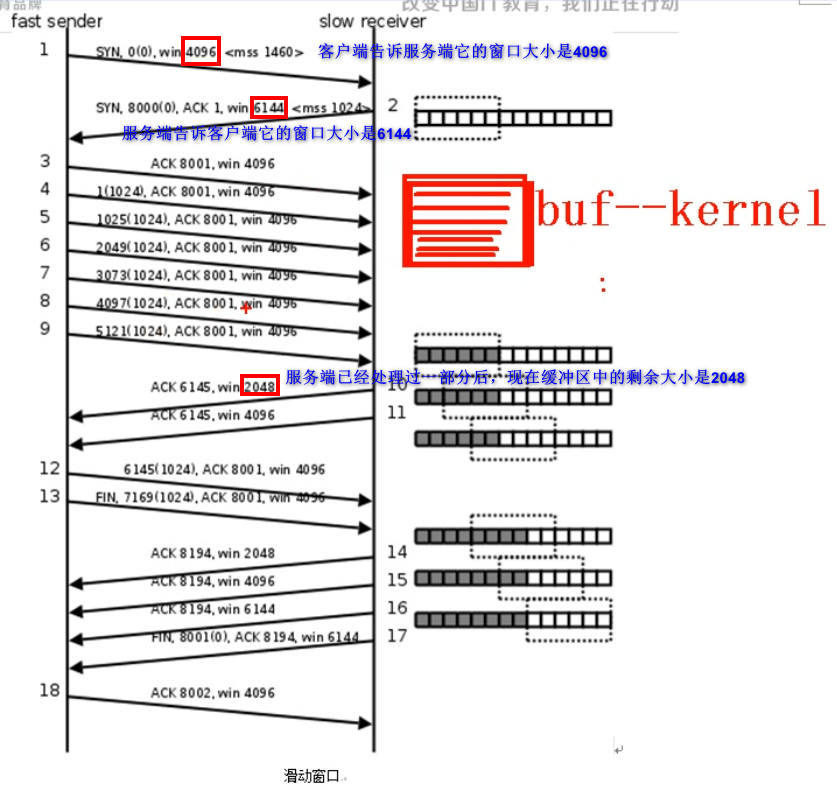 育品牌
改变中国IT教育，我们正在行动
fast sender
slow receiver
1
SYN, 0(0), win 4096 <mss 1460>
客户端告诉服务端它的窗口大小是4096
SYN, 8000(0), ACK 1, win 6144 <mss 1024>
2
服务端告诉客户端它的窗口大小是6144
3
ACK 8001, win 4096
4
1(1024), ACK 8001, win 4096
5
1025(1024), ACK 8001, win 4096
6
2049(1024), ACK 8001, win 4096
7
3073(1024), ACK 8001, win 4096
8
4097(1024), ACK 8001, win 4096
9
5121(1024), ACK 8001, win 4096
buf--kernel
:
服务端已经处理过一部分后，现在缓冲区中的剩余大小是2048
ACK 6145, win 2048
10
ACK 6145, win 4096
11
12
6145(1024), ACK 8001, win 4096
13
FIN, 7169(1024), ACK 8001, win 4096
ACK 8194, win 2048
14
ACK 8194, win 4096
15
ACK 8194, win 6144
16
FIN, 8001(0), ACK 8194, win 6144
17
18
ACK 8002, win 4096
滑动窗口